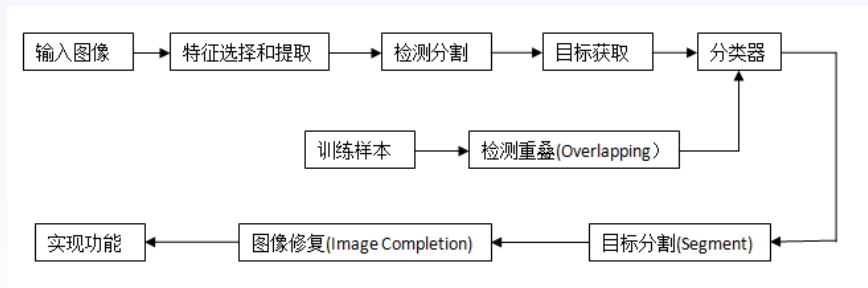 输入图像
特征选择和提取
检测分割
目标获取
分类器
训练样本
检测重叠(Overlapping）
实现功能
图像修复(Image Completion)
目标分割(Segment)